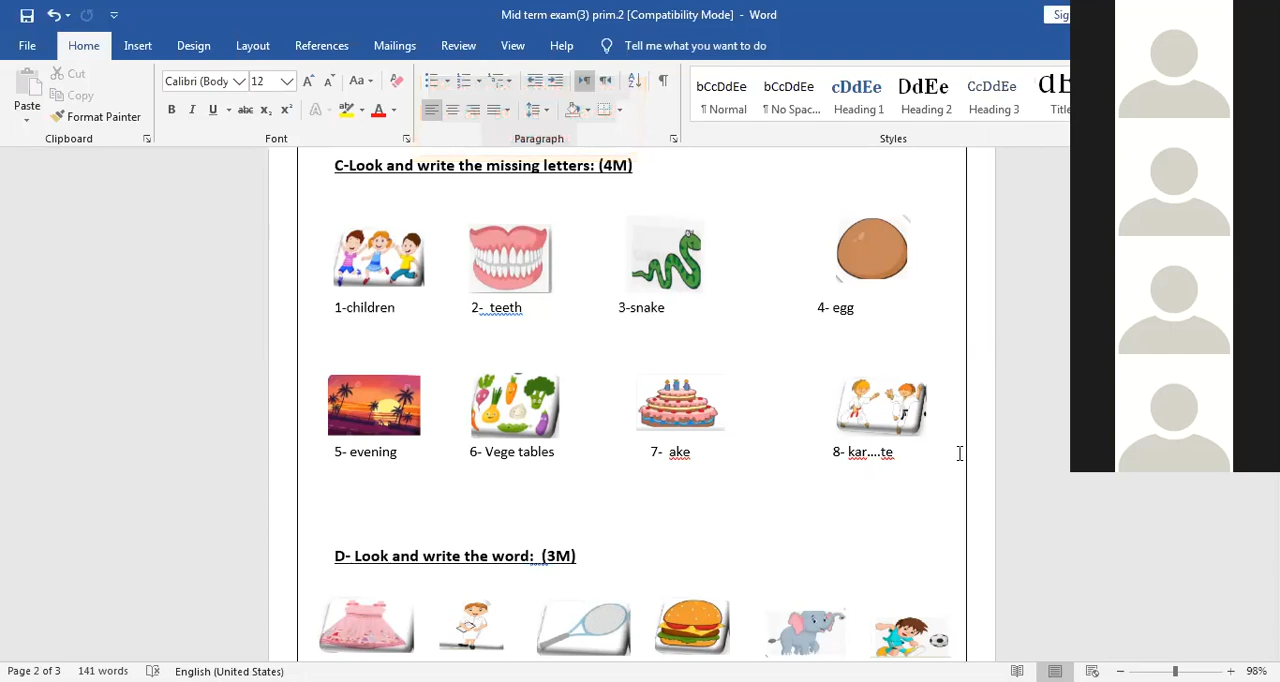 Mid term exam(3) prim.2 [Compatibility Mode] - Word
Sig
File Home Insert Design Layout References Mailings Review View Help Tell me what you want to do
Paste
Cut
Copy
Format Painter
Calibri (Body 12
bCcDdEe bCcDdEe cDdEe DdEe CcDdEe dE
¶ Normal ¶ No Spac... Heading 1 Heading 2 Heading 3 Title
Clipboard Font Paragraph Styles
C-Look and write the missing letters: (4M)
1-children 2- teeth 3-snake 4- egg
5- evening 6- Vege tables 7- ake 8- kar....te
D- Look and write the word: (3M)
Page 2 of 3 141 words English (United States) 98%